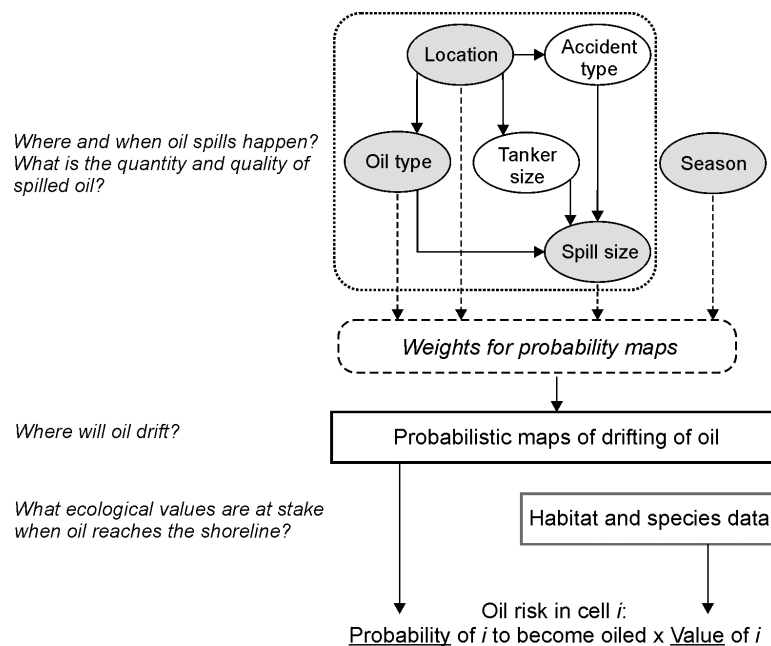 Location
Accident
type
Where and when oil spills happen?
What is the quantity and quality of
spilled oil?
Oil type
Tanker
size
Season
Spill size
Weights for probability maps
Where will oil drift?
Probabilistic maps of drifting of oil
What ecological values are at stake
when oil reaches the shoreline?
Habitat and species data
Oil risk in cell i:
Probability of i to become oiled x Value of i